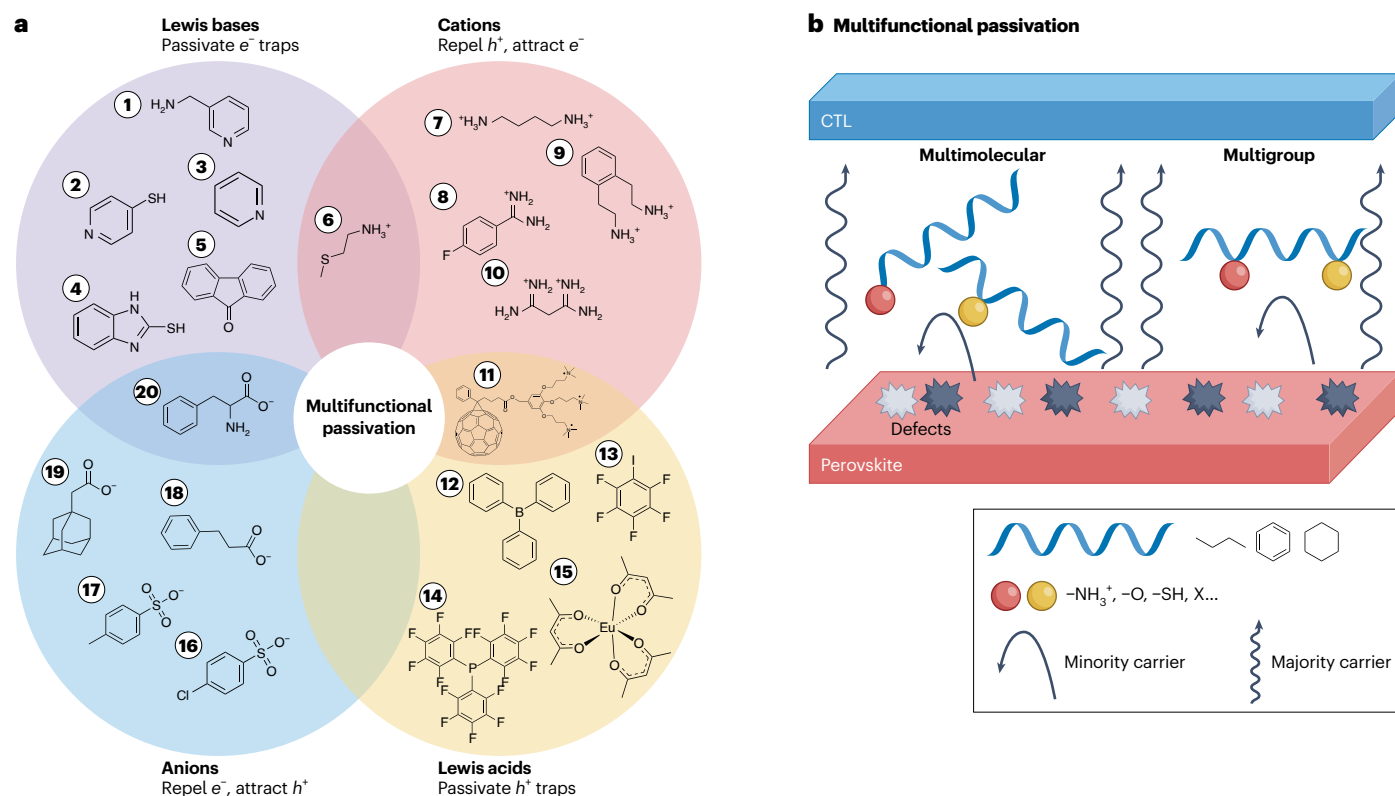 a
Lewis bases
Passivate e⁻ traps
Cations
Repel h⁺, attract e⁻
1
H₂N
N
2
SH
N
3
N
4
H
N
SH
N
5
O
6
NH₃⁺
S
7
⁺H₃N
NH₃⁺
8
⁺NH₂
NH₂
F
9
NH₃⁺
NH₃⁺
10
⁺NH₂ ⁺NH₂
H₂N
NH₂
Multifunctional
passivation
11
O
O
O
O
O
12
B
13
I
F
F
F
F
F
14
F
F
F
F
F
F
F
F
F
F
P
F
F
F
F
F
15
O
O
O
O
O
O
Eu
16
O
O⁻
S
O
Cl
17
O
O⁻
S
O
18
O
O⁻
19
O
O⁻
20
O
O⁻
NH₂
Anions
Repel e⁻, attract h⁺
Lewis acids
Passivate h⁺ traps
b Multifunctional passivation
CTL
Multimolecular
Multigroup
Defects
Perovskite
–NH₃⁺, –O, –SH, X...
Minority carrier
Majority carrier